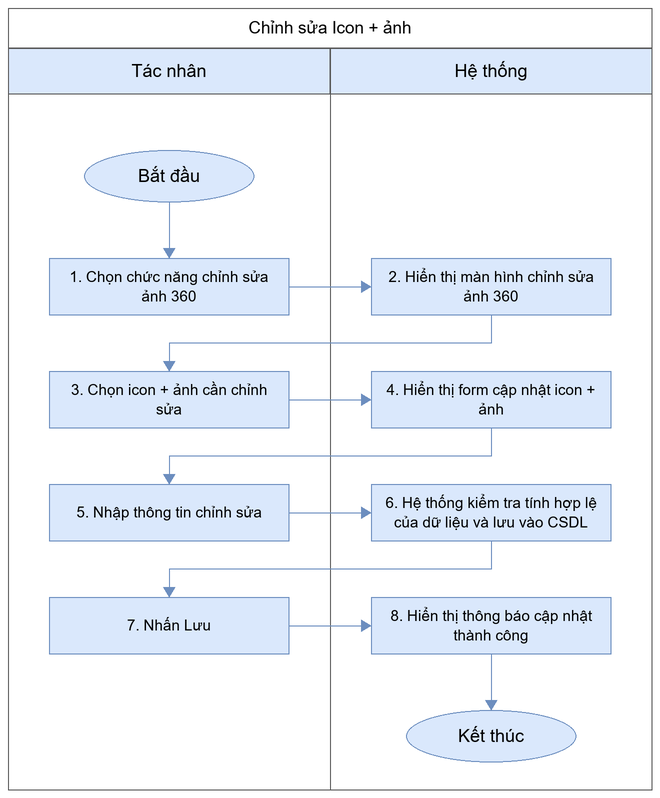 Chỉnh sửa Icon + ảnh
Tác nhân
Hệ thống
Bắt đầu
1. Chọn chức năng chỉnh sửa
ảnh 360
2. Hiển thị màn hình chỉnh sửa
ảnh 360
3. Chọn icon + ảnh cần chỉnh
sửa
4. Hiển thị form cập nhật icon +
ảnh
5. Nhập thông tin chỉnh sửa
6. Hệ thống kiểm tra tính hợp lệ
của dữ liệu và lưu vào CSDL
7. Nhấn Lưu
8. Hiển thị thông báo cập nhật
thành công
Kết thúc